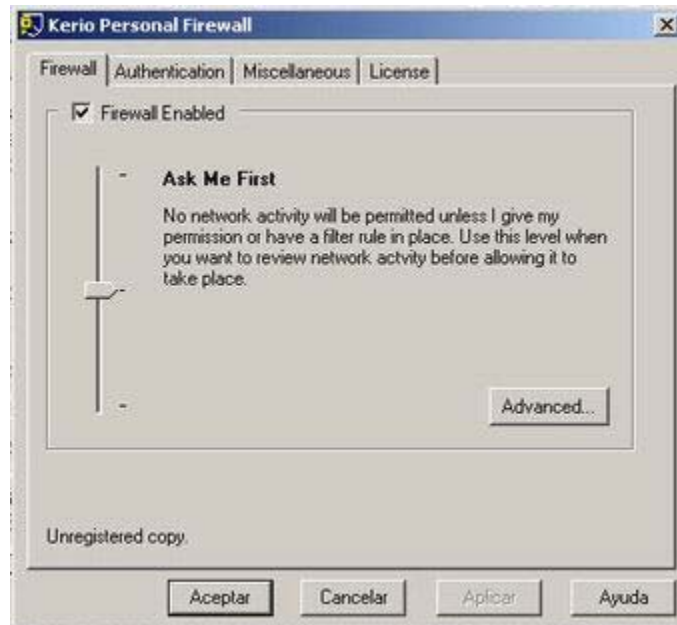 Kerio Personal Firewall
Firewall Authentication Miscellaneous License
Firewall Enabled
Ask Me First
No network activity will be permitted unless I give my
permission or have a filter rule in place. Use this level when
you want to review network actvity before allowing it to
take place.
Advanced...
Unregistered copy.
Aceptar Cancelar Aplicar Ayuda